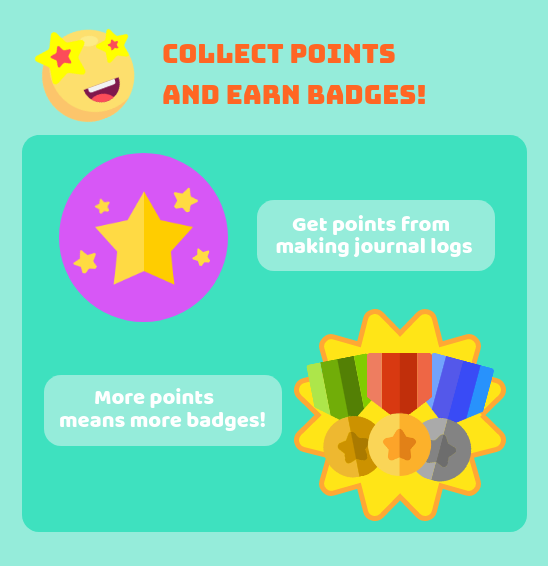 COLLECT POINTS
AND EARN BADGES!
Get points from
making journal logs
More points
means more badges!